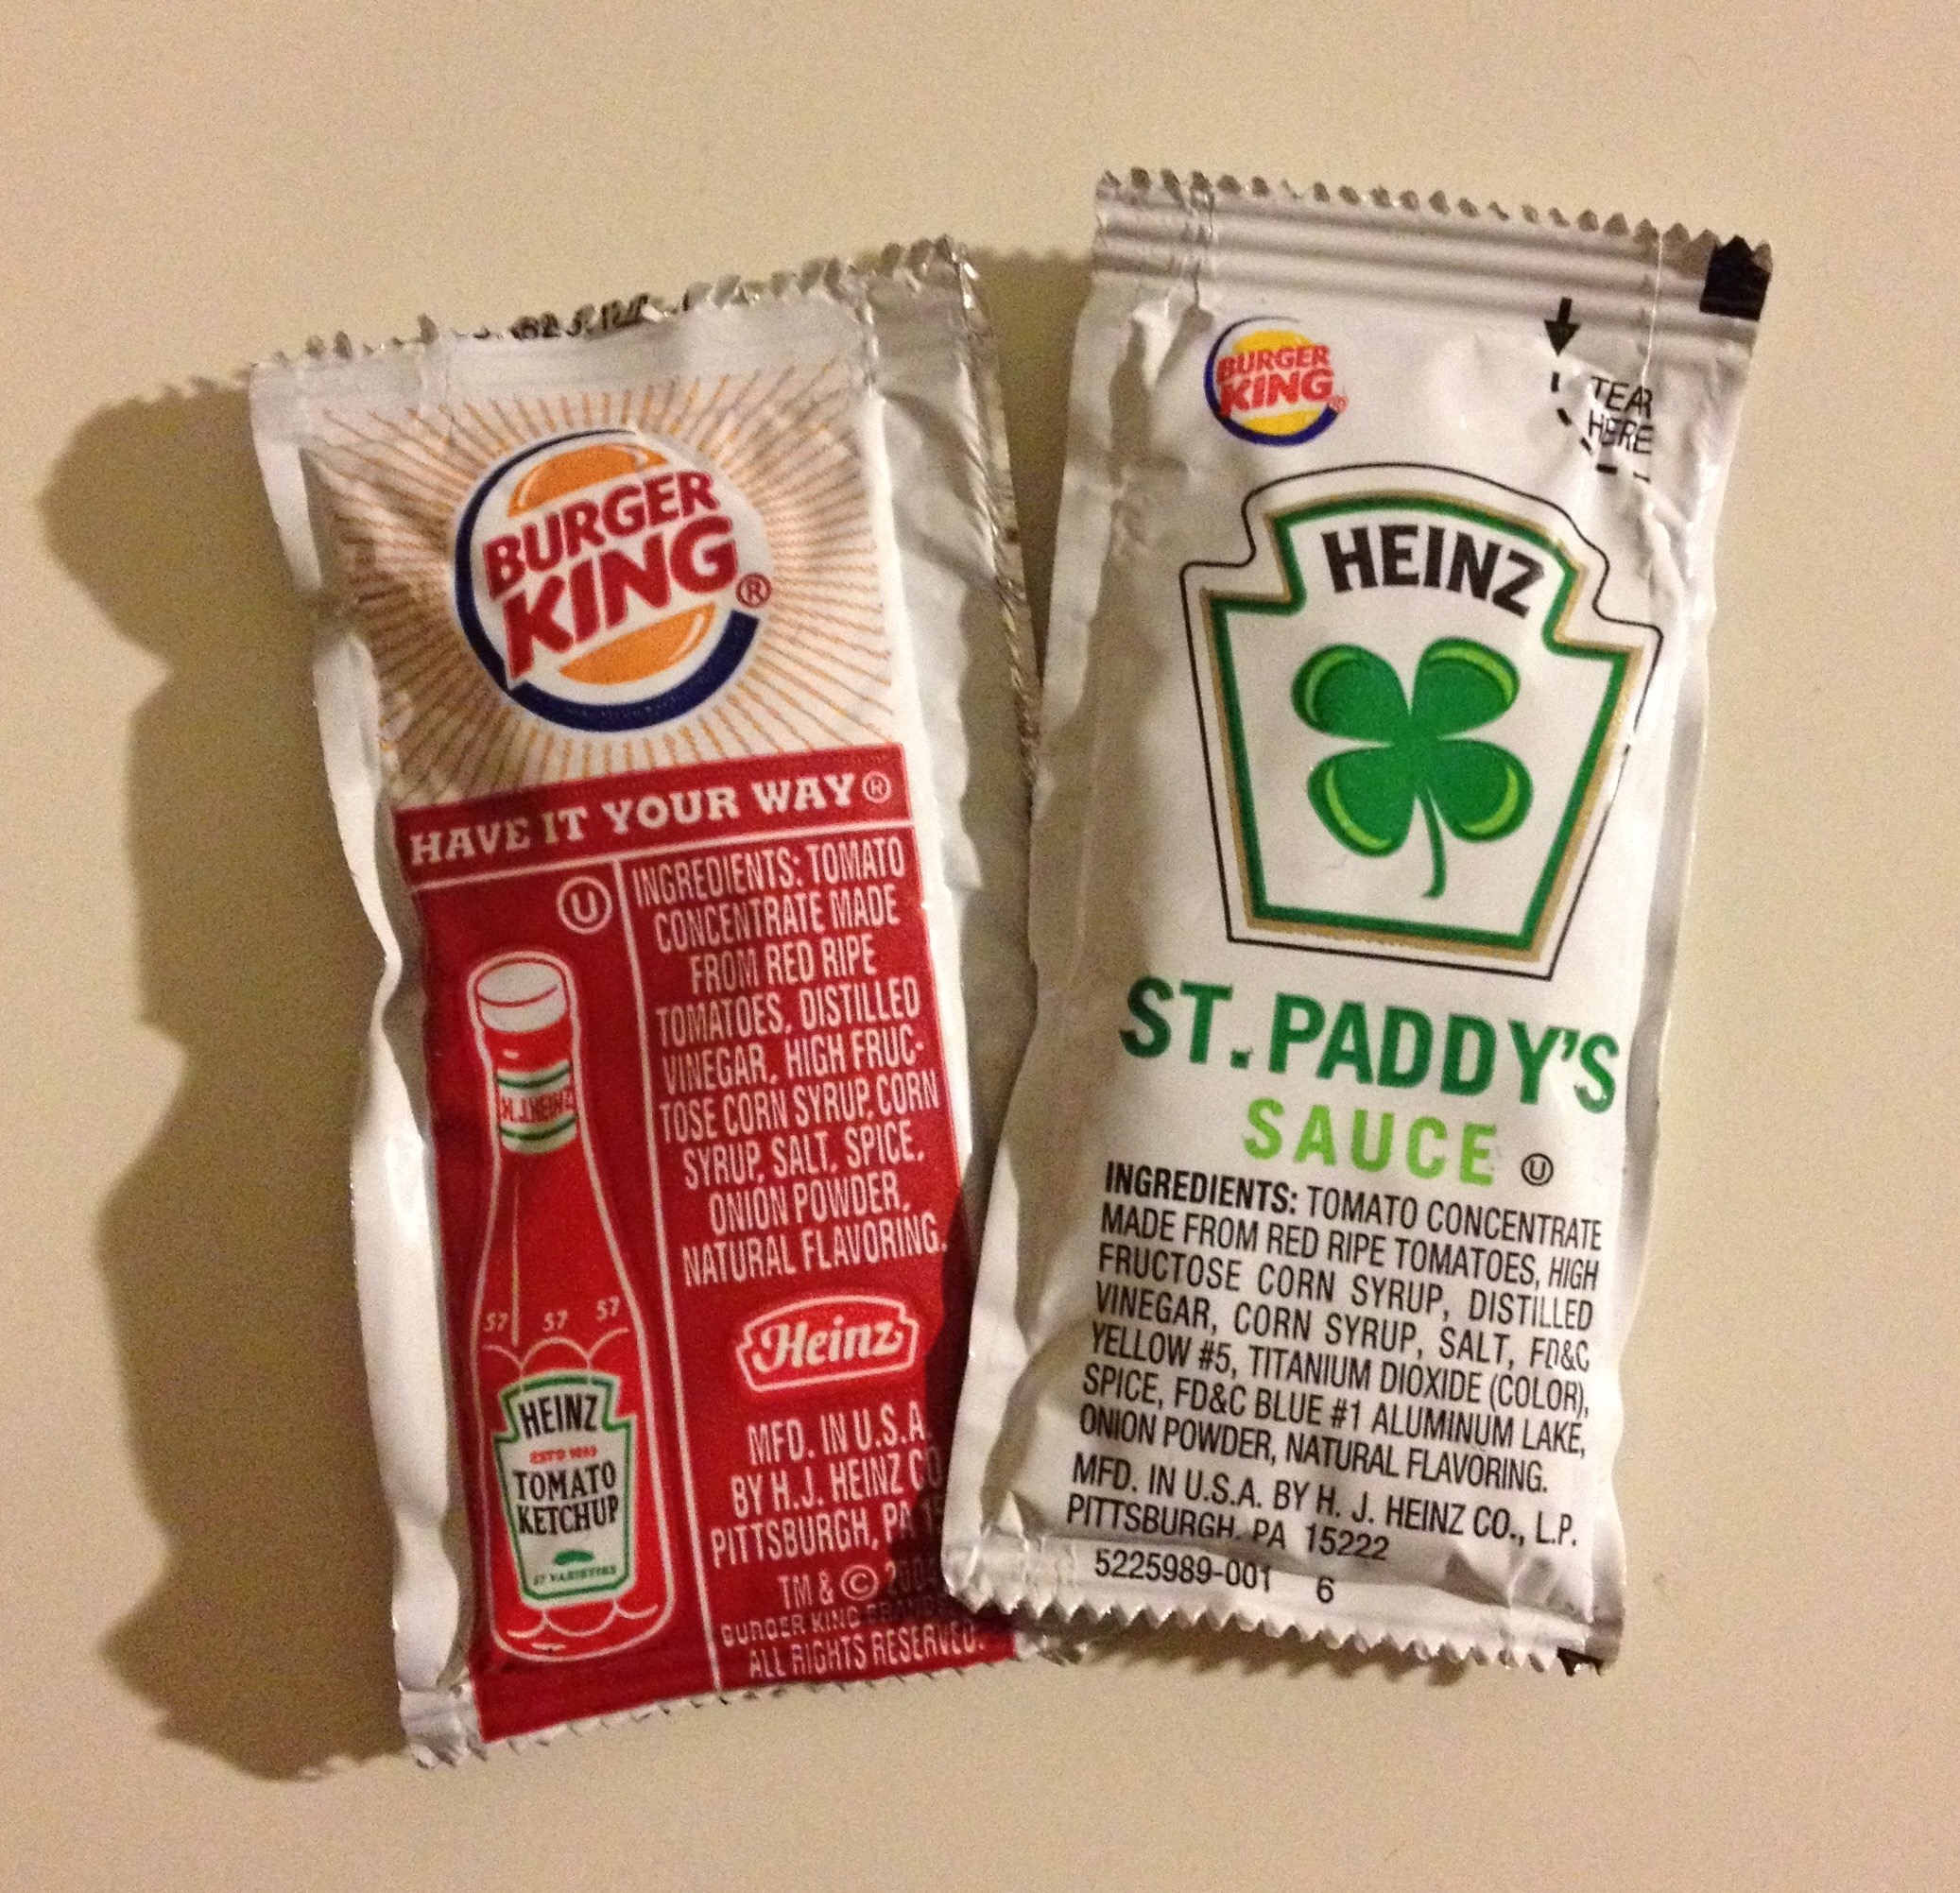 BURGER
KING®
HAVE IT YOUR WAY®
U
INGREDIENTS: TOMATO
CONCENTRATE MADE
FROM RED RIPE
TOMATOES, DISTILLED
VINEGAR, HIGH FRUC-
TOSE CORN SYRUP, CORN
SYRUP, SALT, SPICE,
ONION POWDER,
NATURAL FLAVORING.
H.J. HEINZ
57 57 57
HEINZ
ESTD 1869
TOMATO
KETCHUP
57 VARIETIES
Heinz
MFD. IN U.S.A.
BY H.J. HEINZ CO
PITTSBURGH, PA
TM & ©
BURGER KING
ALL RIGHTS RESERVED.
BURGER
KING®
TEAR
HERE
HEINZ
ST. PADDY'S
SAUCE U
INGREDIENTS: TOMATO CONCENTRATE
MADE FROM RED RIPE TOMATOES, HIGH
FRUCTOSE CORN SYRUP, DISTILLED
VINEGAR, CORN SYRUP, SALT, FD&C
YELLOW #5, TITANIUM DIOXIDE (COLOR),
SPICE, FD&C BLUE #1 ALUMINUM LAKE,
ONION POWDER, NATURAL FLAVORING.
MFD. IN U.S.A. BY H. J. HEINZ CO., L.P.
PITTSBURGH, PA 15222
5225989-001 6